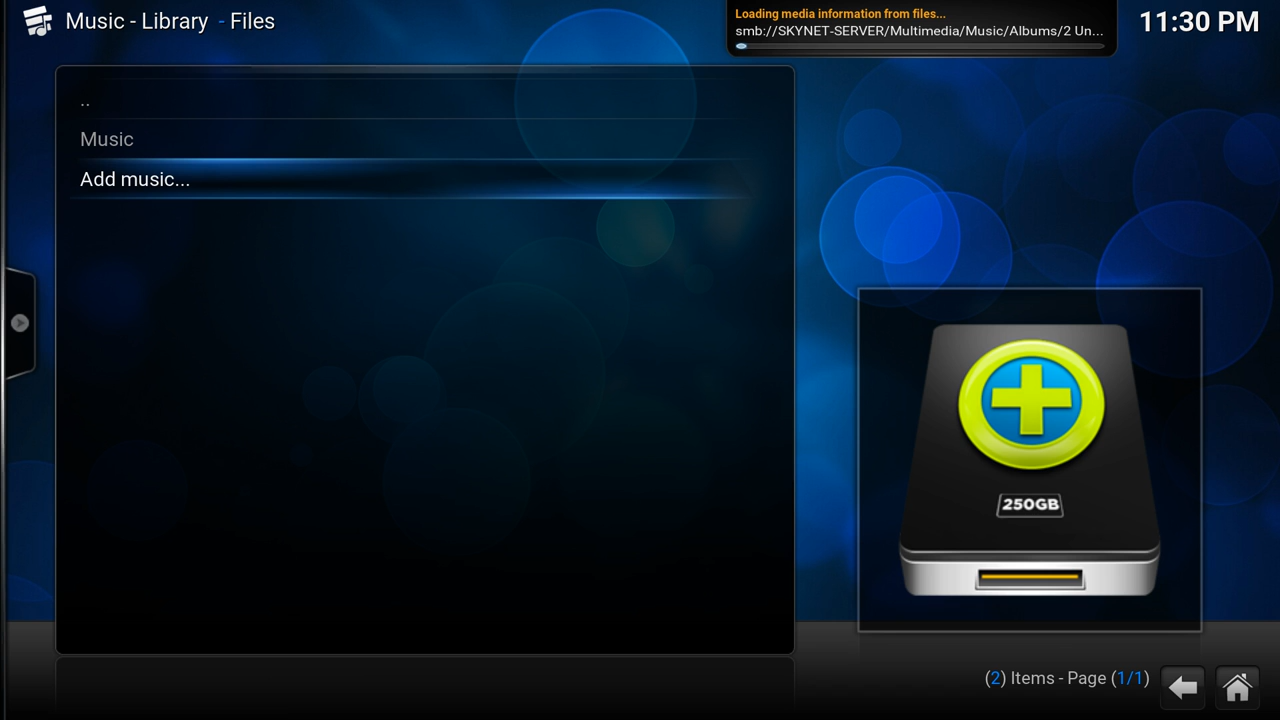 Music - Library - Files
Loading media information from files...
smb://SKYNET-SERVER/Multimedia/Music/Albums/2 Un...
11:30 PM
..
Music
Add music...
250GB
(2) Items - Page (1/1)